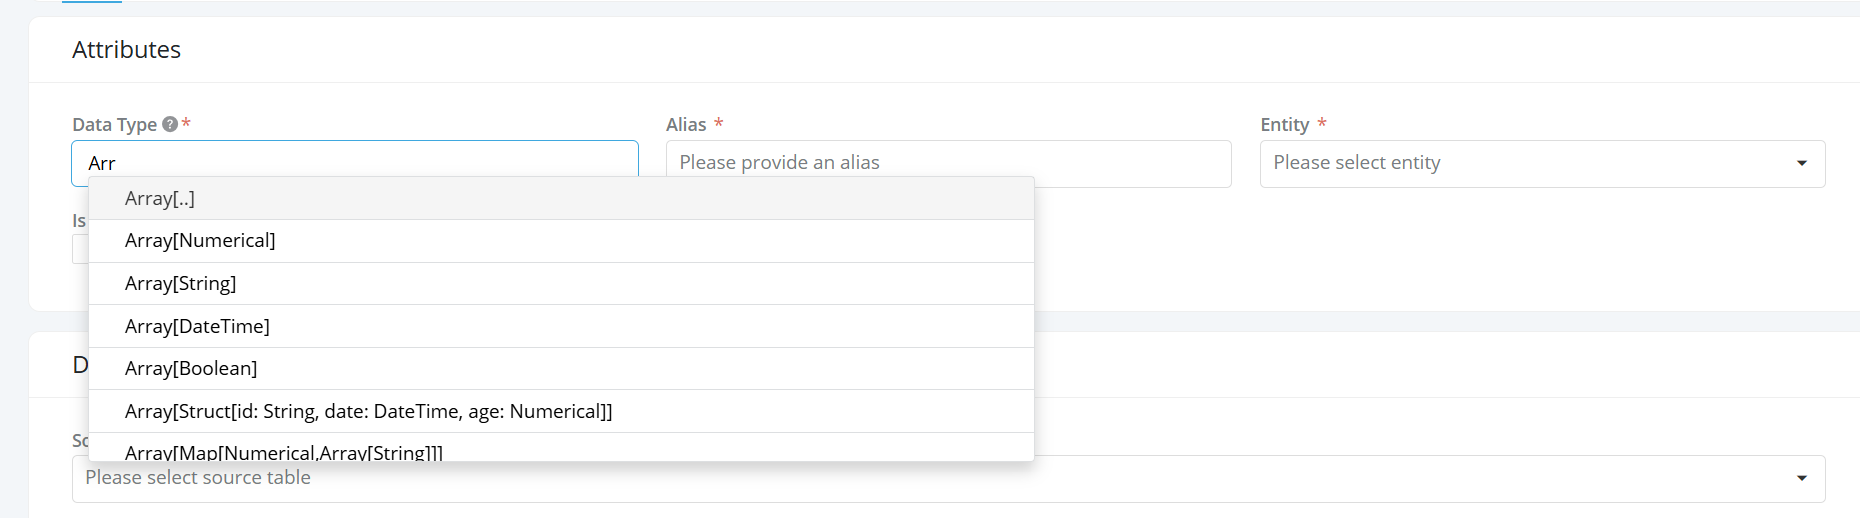 Attributes
Data Type ? *
Alias *
Entity *
Arr
Please provide an alias
Please select entity
Array[..]
Is
Array[Numerical]
Array[String]
Array[DateTime]
Array[Boolean]
D
Array[Struct[id: String, date: DateTime, age: Numerical]]
So
Array[Map[Numerical,Array[String]]]
Please select source table